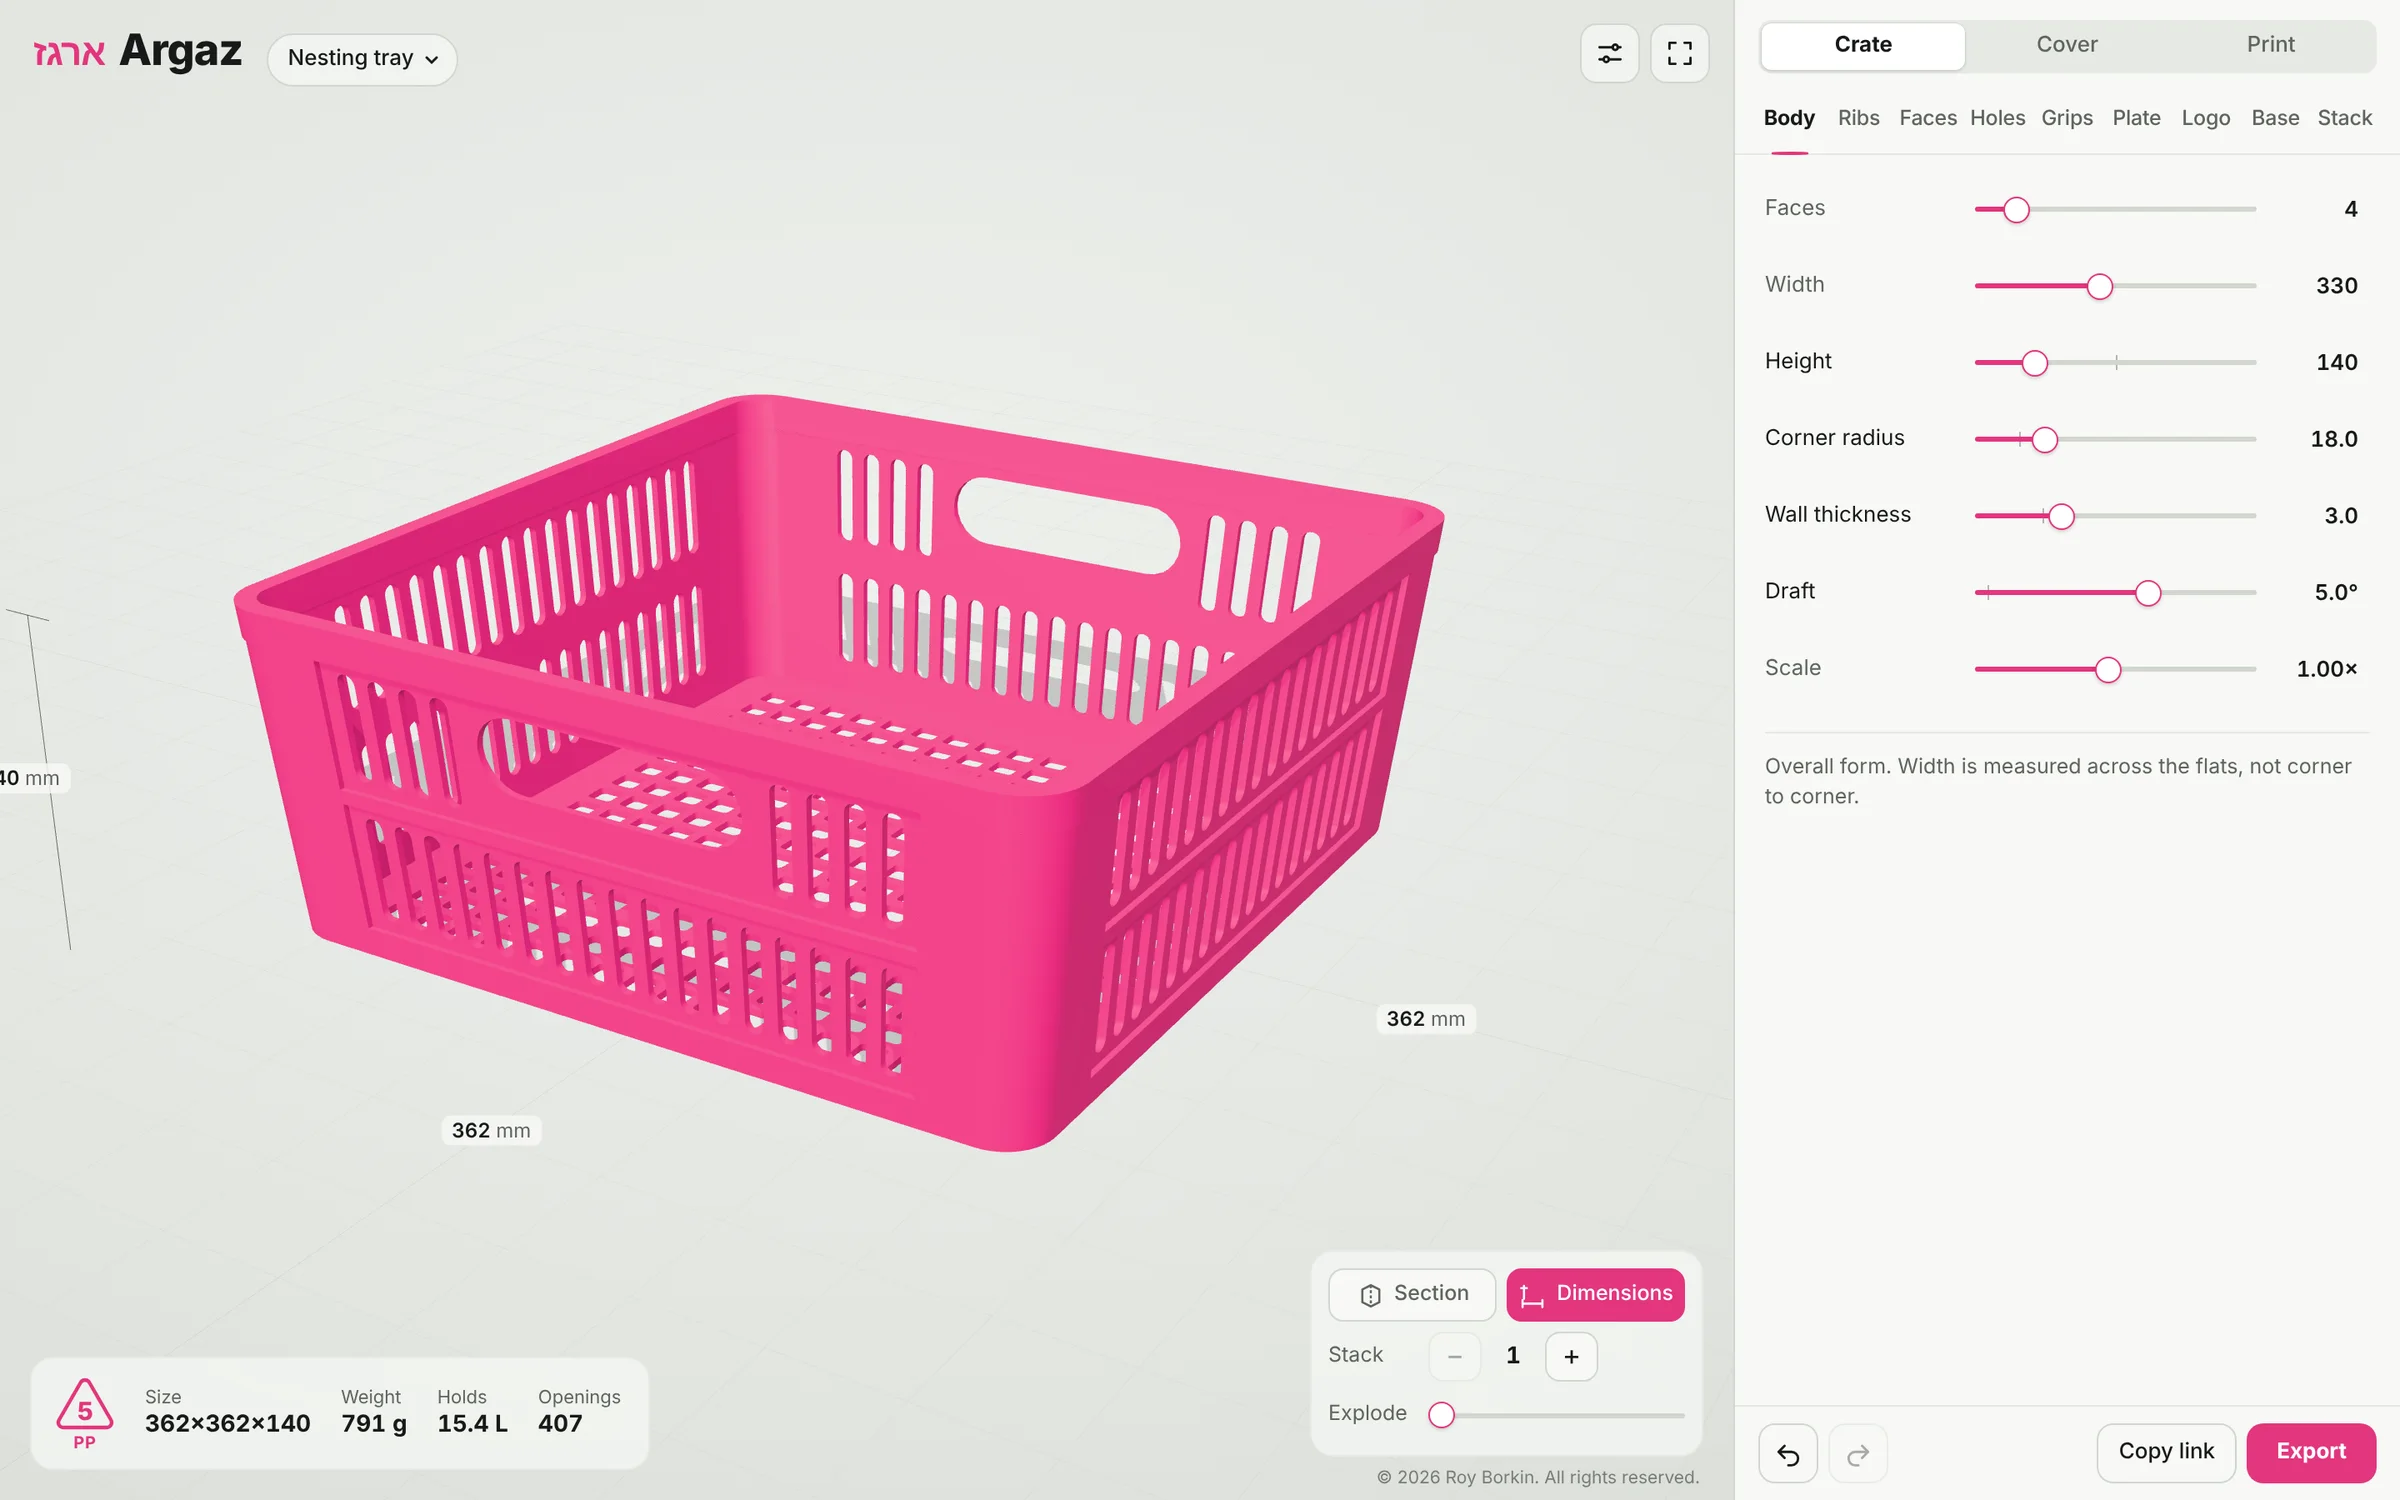 ארגז Argaz
Nesting tray
Crate
Cover
Print
Body
Ribs
Faces
Holes
Grips
Plate
Logo
Base
Stack
Faces
4
Width
330
Height
140
Corner radius
18.0
Wall thickness
3.0
Draft
5.0°
Scale
1.00×
Overall form. Width is measured across the flats, not corner
to corner.
40 mm
362 mm
362 mm
Section
Dimensions
Stack
−
1
+
Explode
5
PP
Size
362×362×140
Weight
791 g
Holds
15.4 L
Openings
407
© 2026 Roy Borkin. All rights reserved.
Copy link
Export